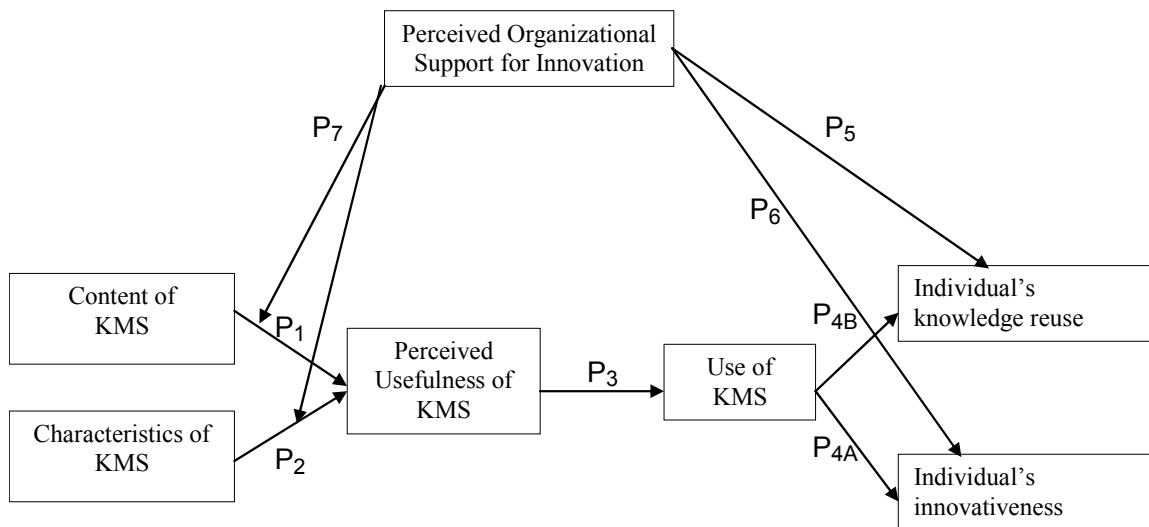 Perceived Organizational
Support for Innovation
P7
P5
P6
Content of
KMS
P1
Individual’s
knowledge reuse
P4B
Perceived
Usefulness of
KMS
P3
Use of
KMS
Characteristics of
KMS
P2
P4A
Individual’s
innovativeness